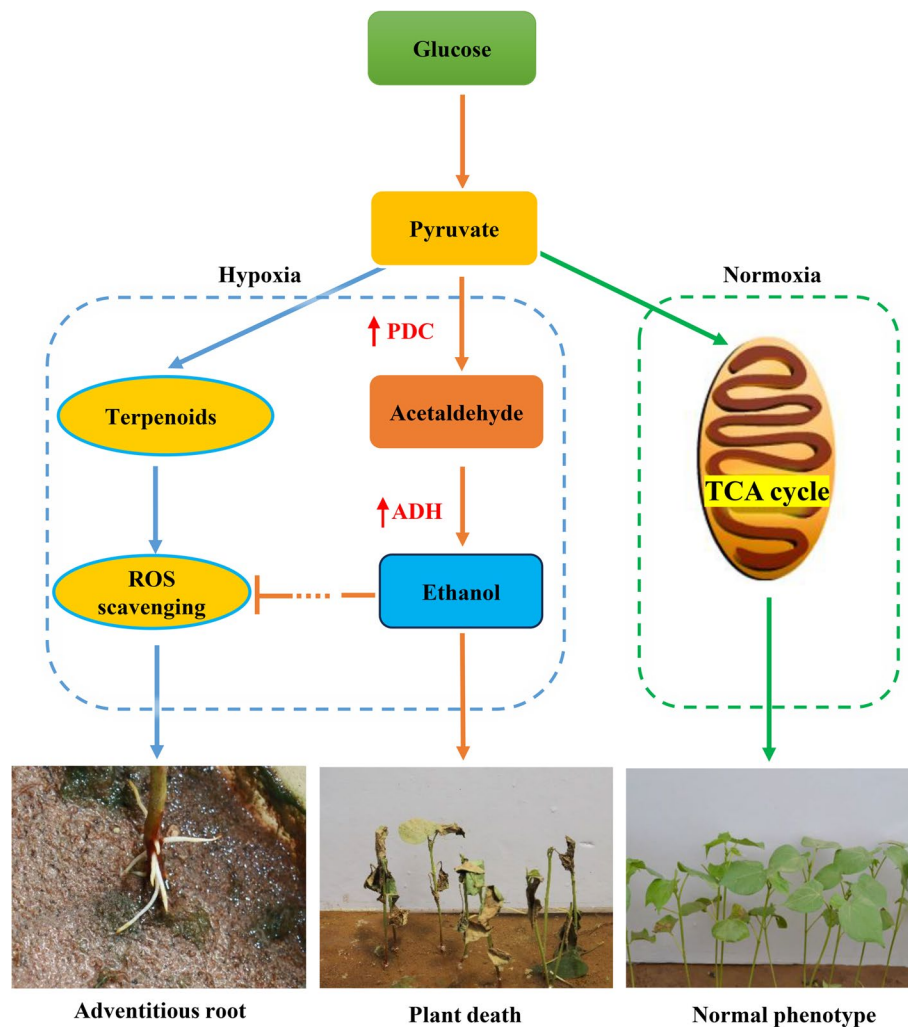 Glucose
Pyruvate
Hypoxia
Normoxia
PDC
Terpenoids
Acetaldehyde
TCA cycle
ADH
ROS
scavenging
Ethanol
Adventitious root
Plant death
Normal phenotype